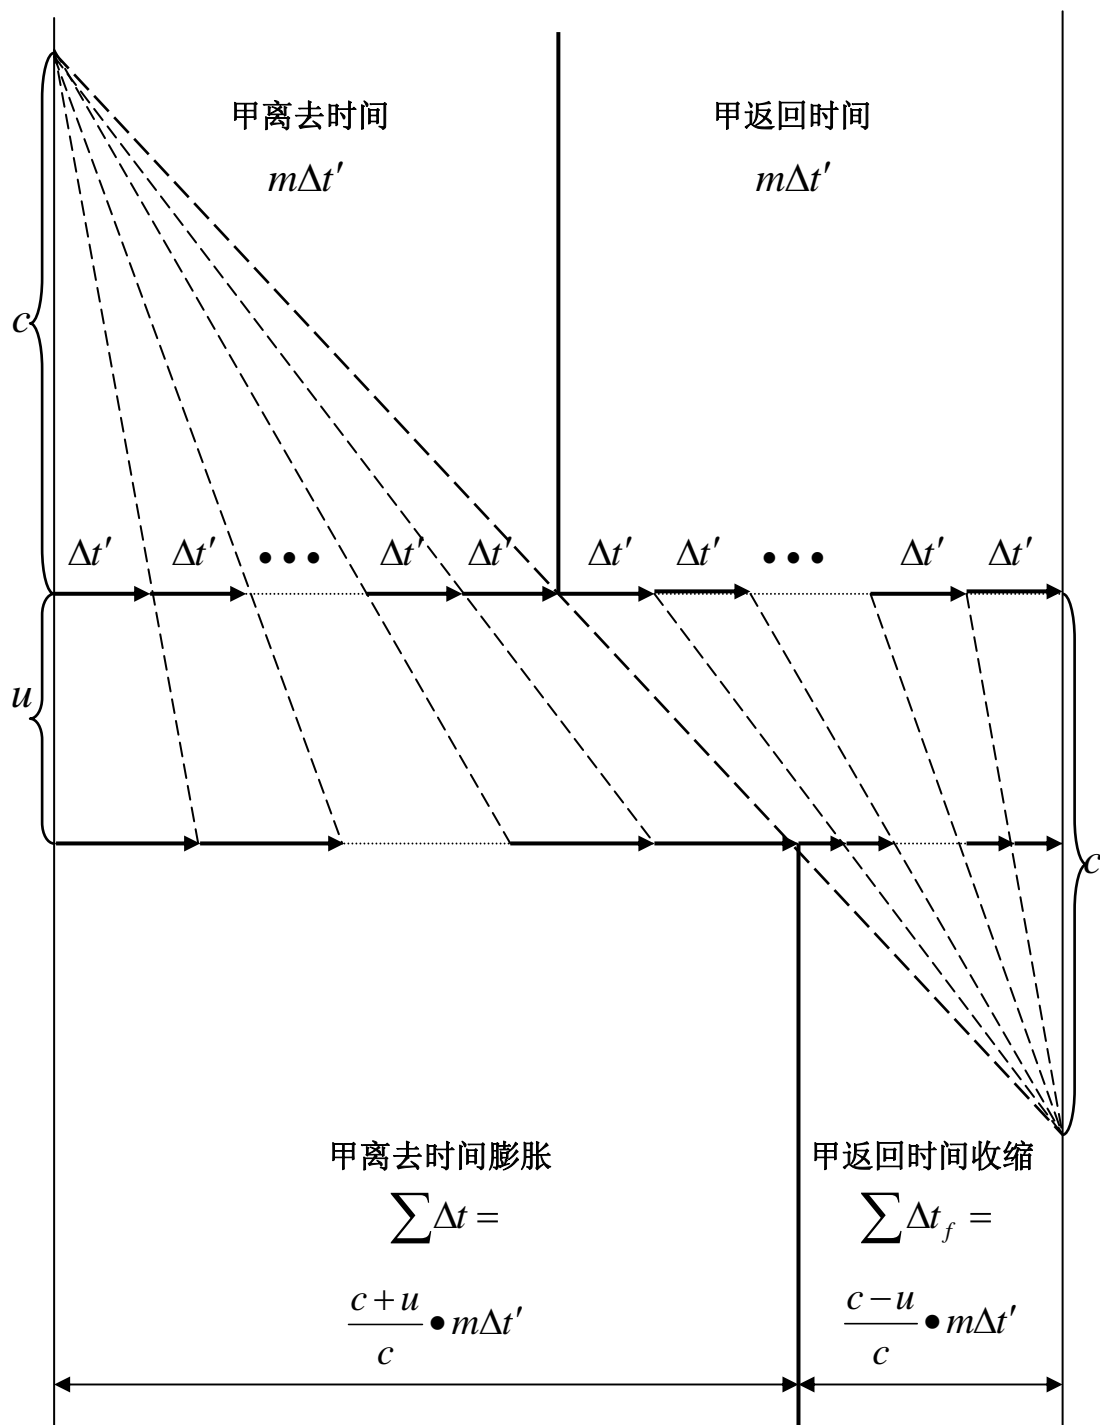 甲离去时间 甲返回时间
mΔt′ mΔt′
c
Δt′ Δt′ ••• Δt′ Δt′ Δt′ Δt′ ••• Δt′ Δt′
u
c
甲离去时间膨胀 甲返回时间收缩
∑Δt = ∑Δt_f =
\frac{c+u}{c}•mΔt′ \frac{c−u}{c}•mΔt′